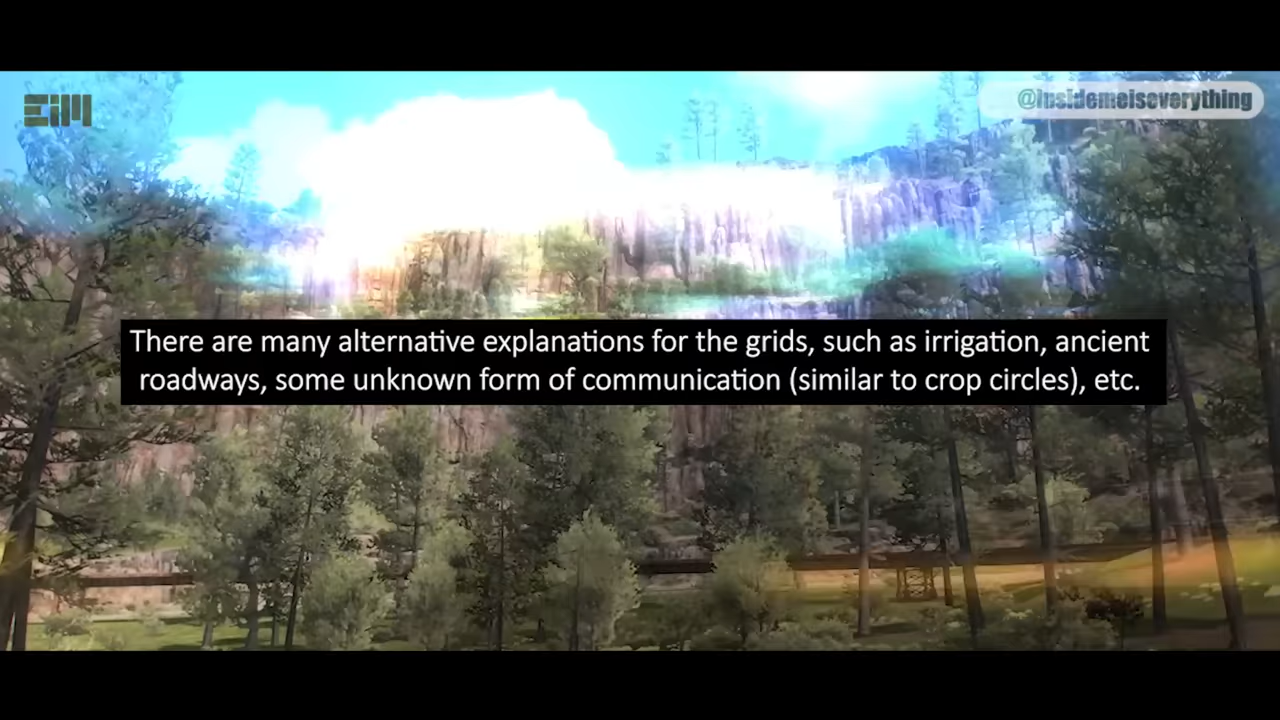 EiM
@insidemeiseverything
There are many alternative explanations for the grids, such as irrigation, ancient
roadways, some unknown form of communication (similar to crop circles), etc.